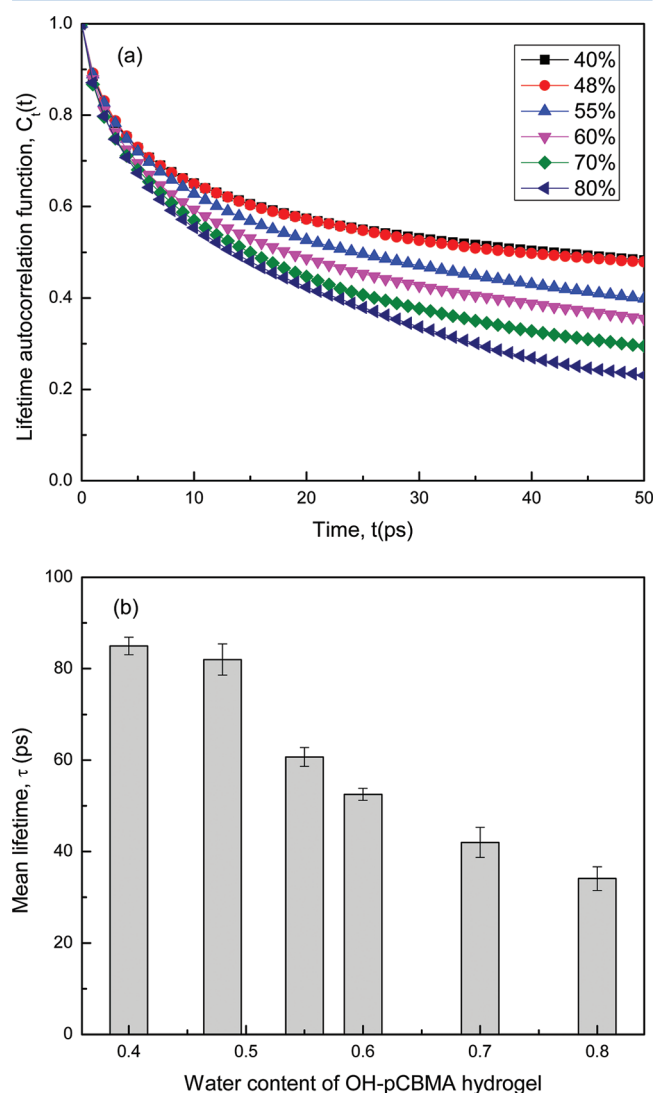 1.0
(a)
40%
48%
55%
60%
70%
80%
0.8
0.6
0.4
0.2
0.0
Lifetime autocorrelation function, Cf(t)
0 10 20 30 40 50
Time, t(ps)
100
(b)
80
60
40
20
0
Mean lifetime, τ (ps)
0.4 0.5 0.6 0.7 0.8
Water content of OH-pCBMA hydrogel